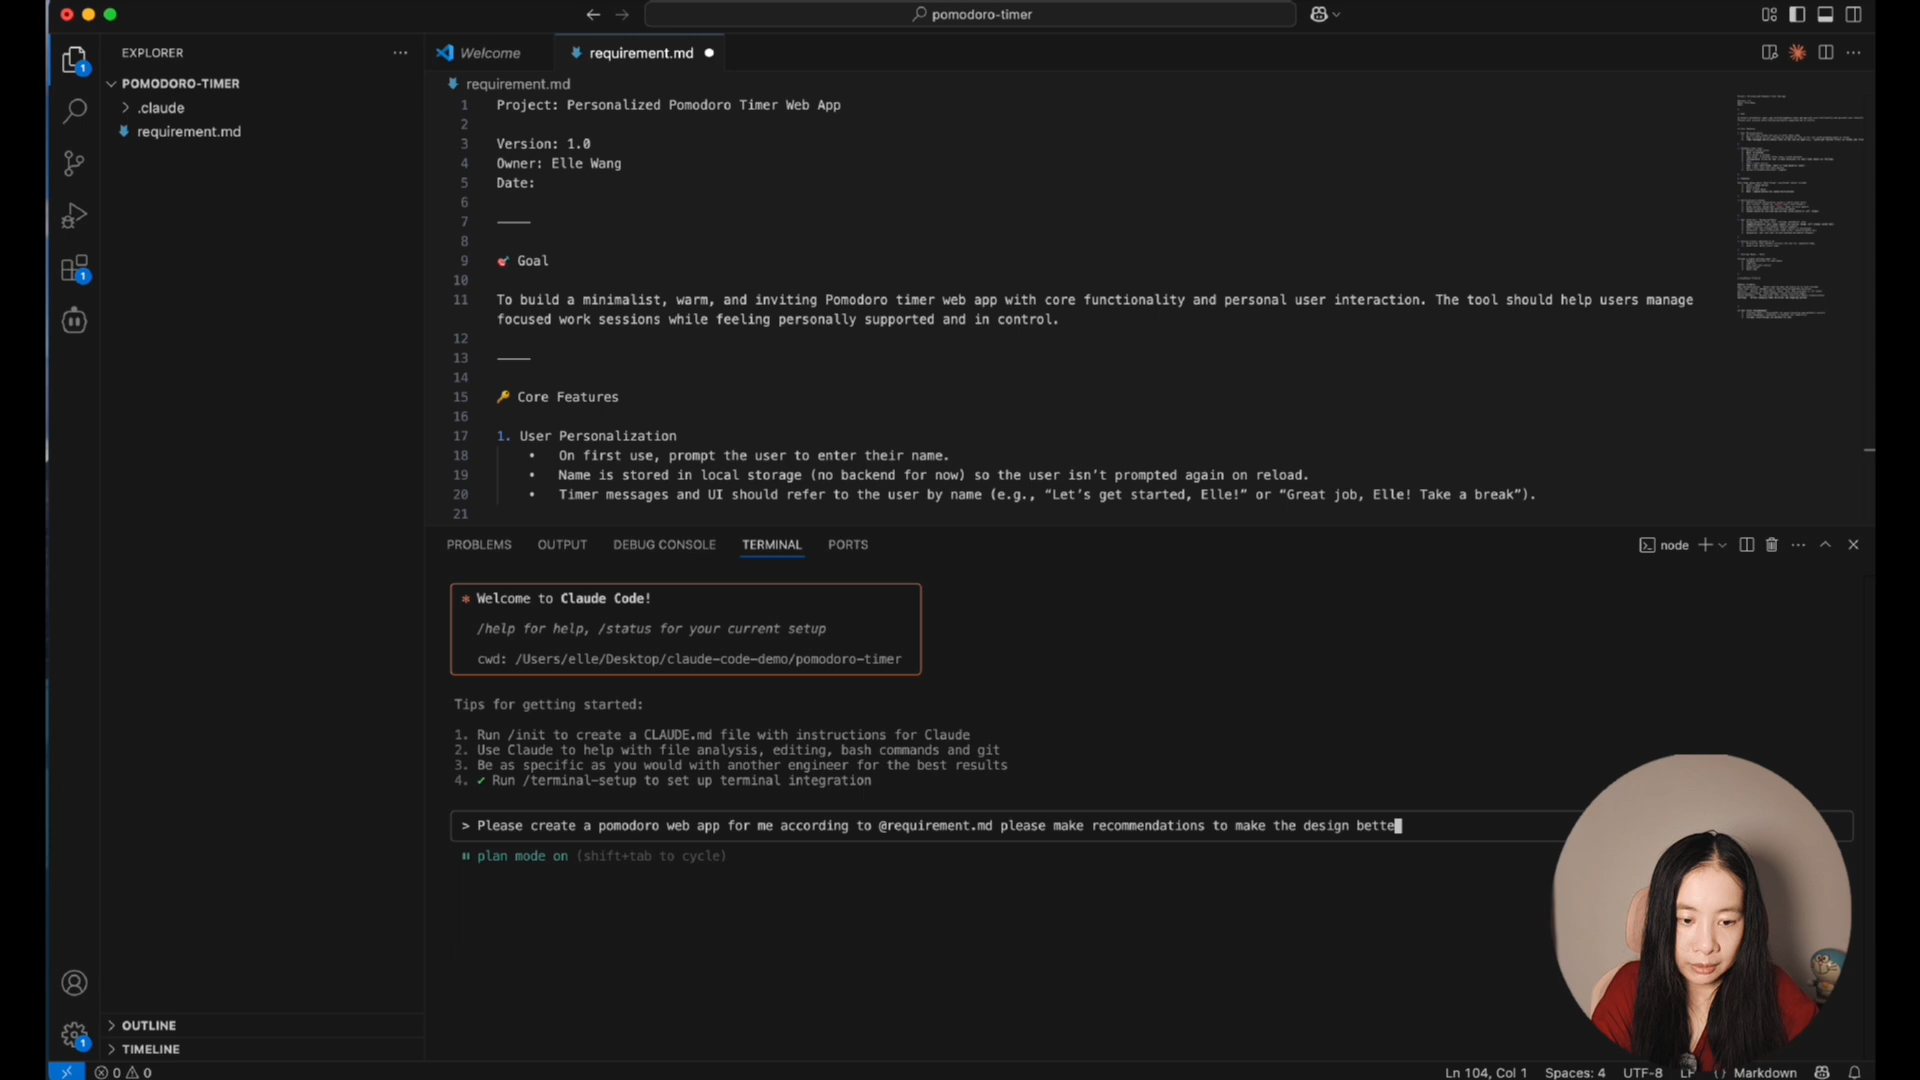 pomodoro-timer
EXPLORER
1
POMODORO-TIMER
.claude
requirement.md
1
1
OUTLINE
TIMELINE
Welcome
requirement.md
requirement.md
1 Project: Personalized Pomodoro Timer Web App
2
3 Version: 1.0
4 Owner: Elle Wang
5 Date:
6
7 ⸻
8
9 🎯 Goal
10
11 To build a minimalist, warm, and inviting Pomodoro timer web app with core functionality and personal user interaction. The tool should help users manage
focused work sessions while feeling personally supported and in control.
12
13 ⸻
14
15 🔑 Core Features
16
17 1. User Personalization
18 • On first use, prompt the user to enter their name.
19 • Name is stored in local storage (no backend for now) so the user isn’t prompted again on reload.
20 • Timer messages and UI should refer to the user by name (e.g., “Let’s get started, Elle!” or “Great job, Elle! Take a break”).
21
PROBLEMS OUTPUT DEBUG CONSOLE TERMINAL PORTS
node
* Welcome to Claude Code!
/help for help, /status for your current setup
cwd: /Users/elle/Desktop/claude-code-demo/pomodoro-timer
Tips for getting started:
1. Run /init to create a CLAUDE.md file with instructions for Claude
2. Use Claude to help with file analysis, editing, bash commands and git
3. Be as specific as you would with another engineer for the best results
4. ✔ Run /terminal-setup to set up terminal integration
> Please create a pomodoro web app for me according to @requirement.md please make recommendations to make the design bette
⏸ plan mode on (shift+tab to cycle)
0 0
Ln 104, Col 1 Spaces: 4 UTF-8 LF {} Markdown